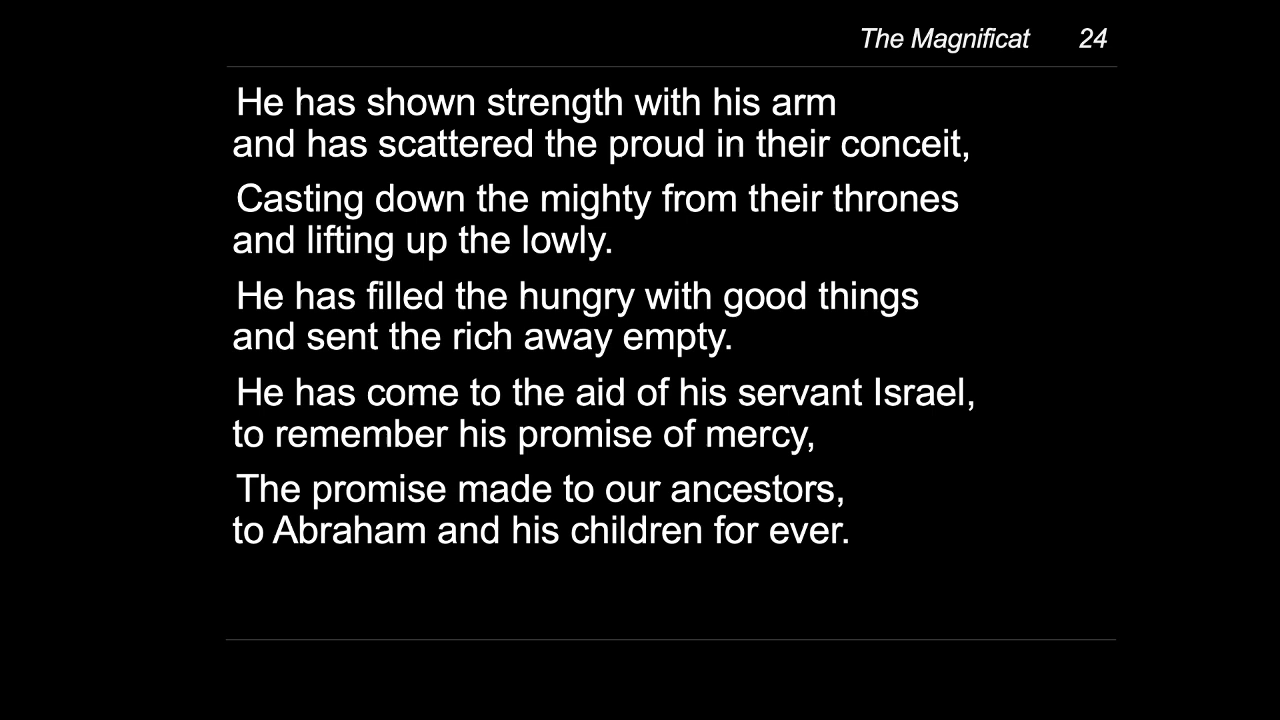 The Magnificat 24
He has shown strength with his arm
and has scattered the proud in their conceit,
Casting down the mighty from their thrones
and lifting up the lowly.
He has filled the hungry with good things
and sent the rich away empty.
He has come to the aid of his servant Israel,
to remember his promise of mercy,
The promise made to our ancestors,
to Abraham and his children for ever.